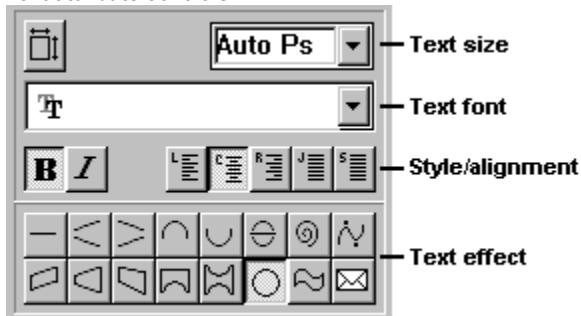 Auto Ps Text size
T Text font
B I L C R J S Style/alignment
Text effect